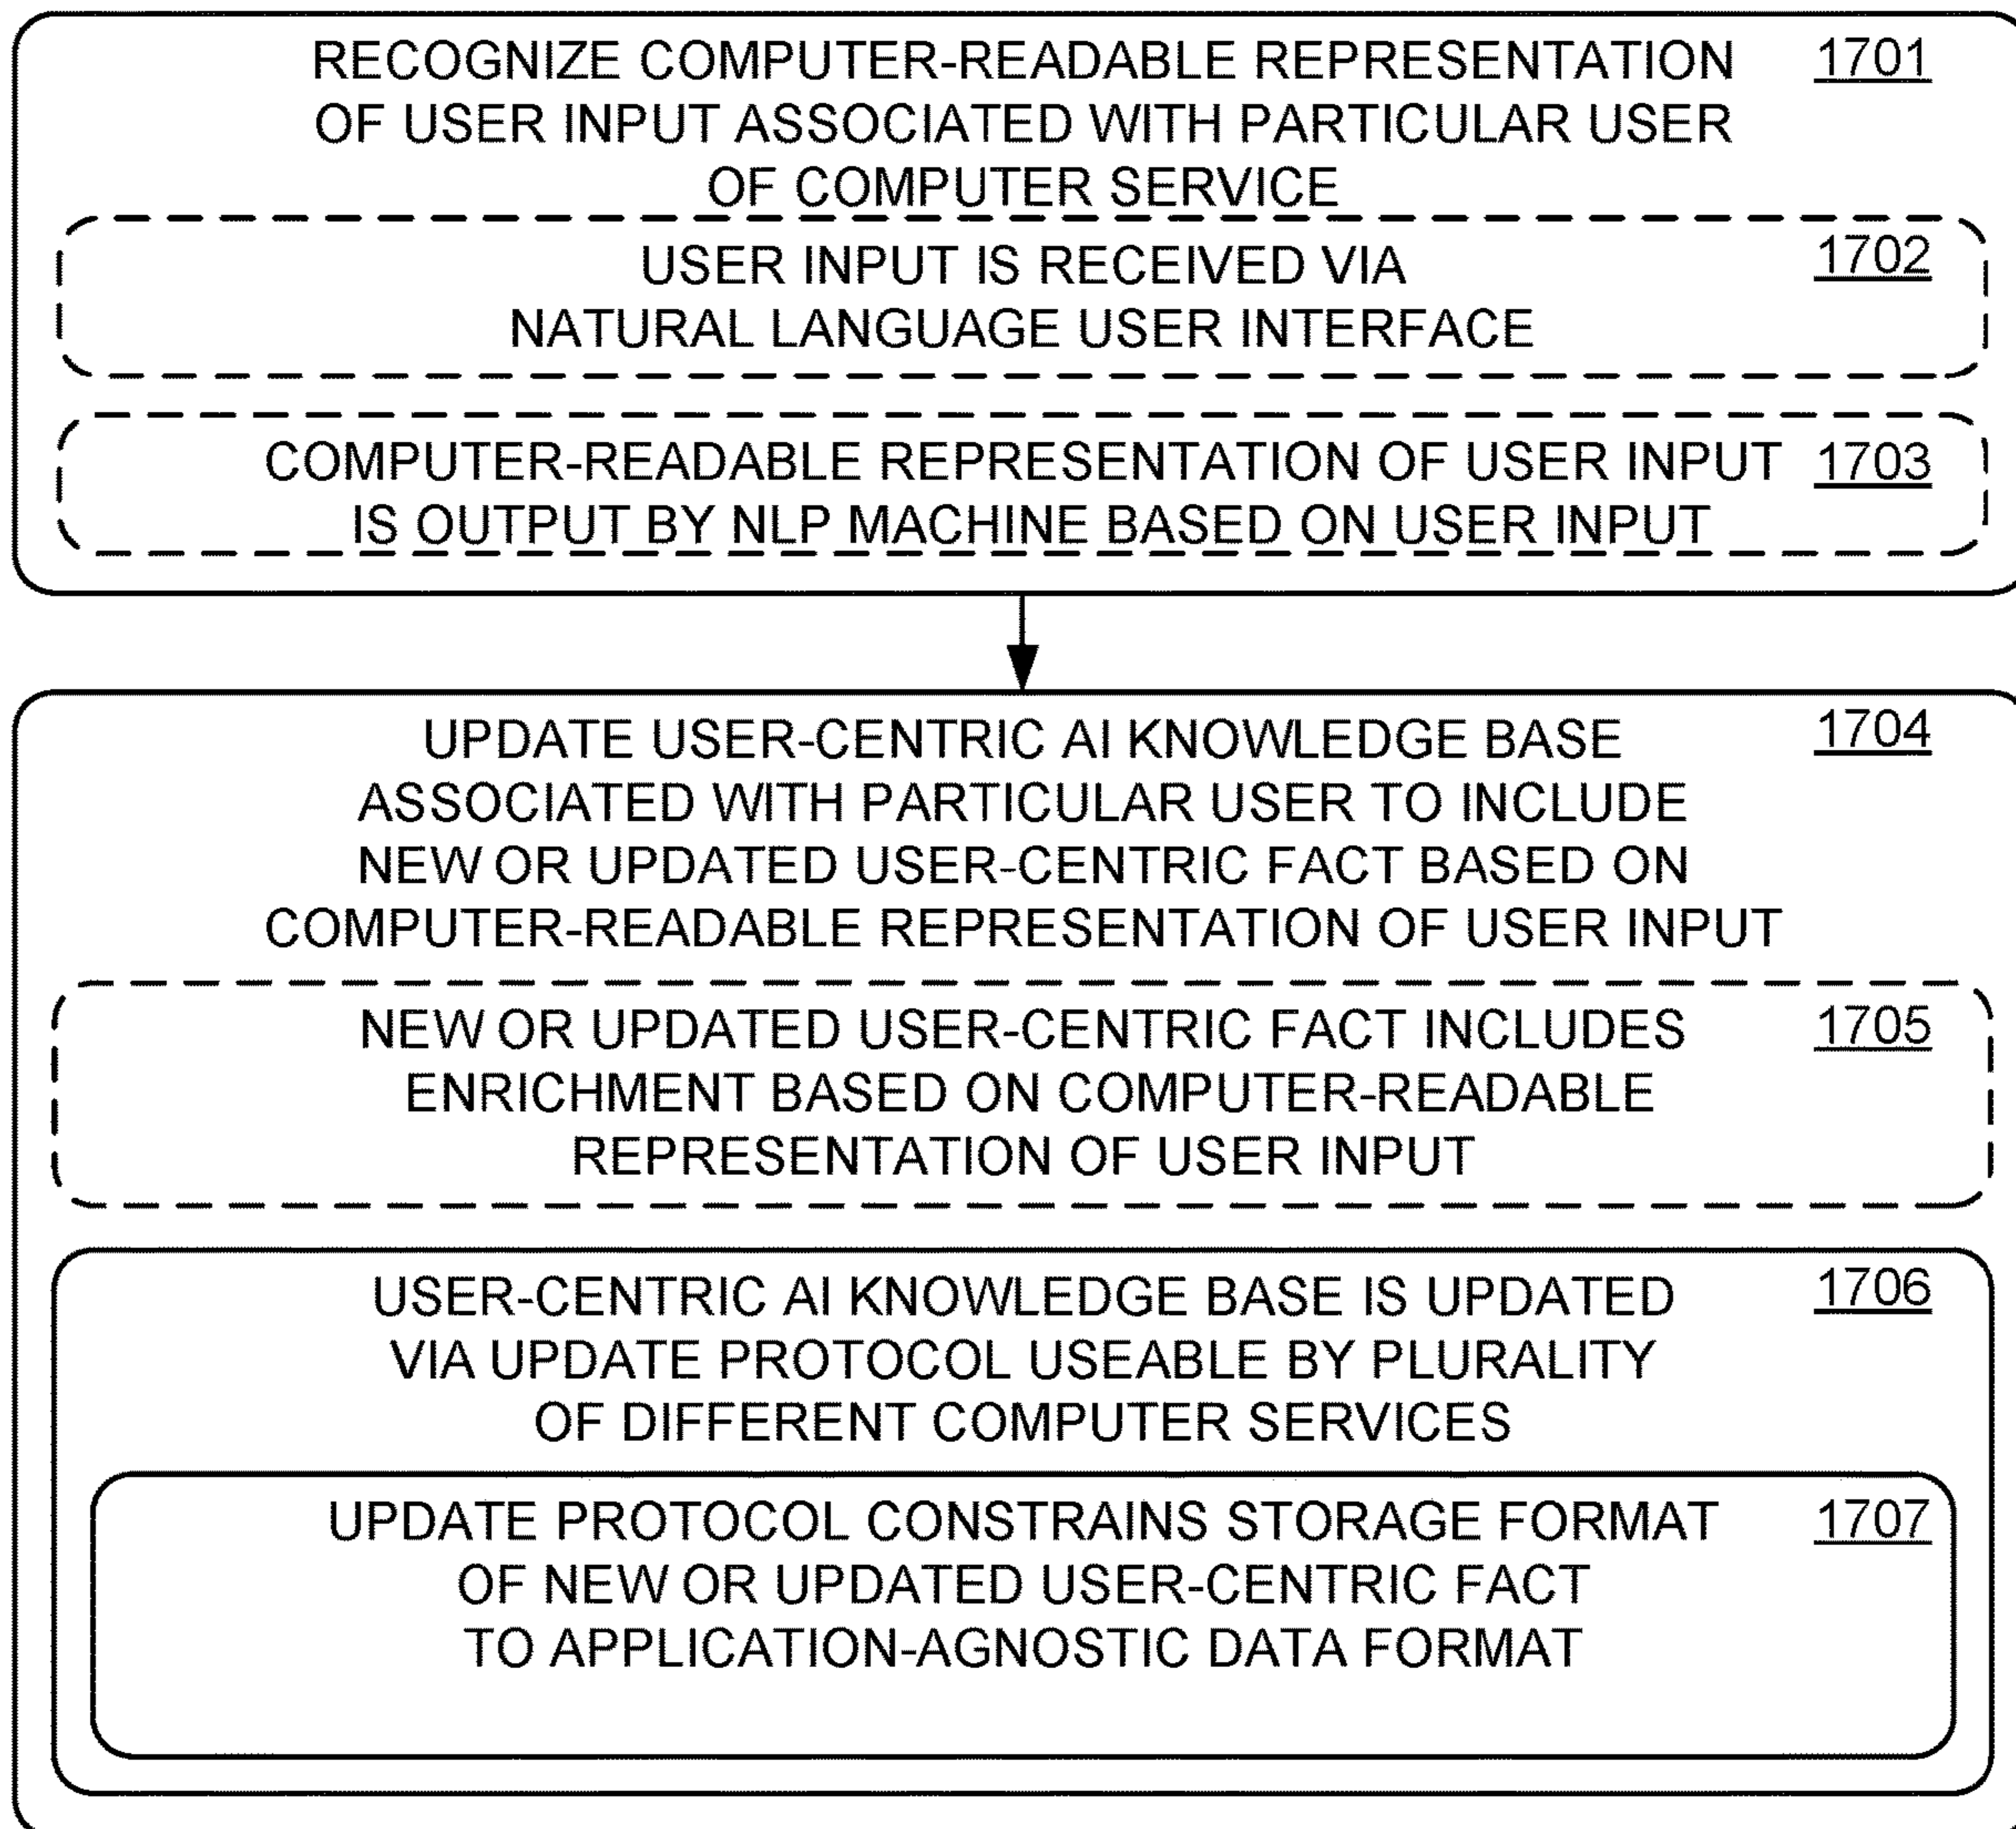 RECOGNIZE COMPUTER-READABLE REPRESENTATION 1701
OF USER INPUT ASSOCIATED WITH PARTICULAR USER
OF COMPUTER SERVICE
USER INPUT IS RECEIVED VIA 1702
NATURAL LANGUAGE USER INTERFACE
COMPUTER-READABLE REPRESENTATION OF USER INPUT 1703
IS OUTPUT BY NLP MACHINE BASED ON USER INPUT
UPDATE USER-CENTRIC AI KNOWLEDGE BASE 1704
ASSOCIATED WITH PARTICULAR USER TO INCLUDE
NEW OR UPDATED USER-CENTRIC FACT BASED ON
COMPUTER-READABLE REPRESENTATION OF USER INPUT
NEW OR UPDATED USER-CENTRIC FACT INCLUDES 1705
ENRICHMENT BASED ON COMPUTER-READABLE
REPRESENTATION OF USER INPUT
USER-CENTRIC AI KNOWLEDGE BASE IS UPDATED 1706
VIA UPDATE PROTOCOL USEABLE BY PLURALITY
OF DIFFERENT COMPUTER SERVICES
UPDATE PROTOCOL CONSTRAINS STORAGE FORMAT 1707
OF NEW OR UPDATED USER-CENTRIC FACT
TO APPLICATION-AGNOSTIC DATA FORMAT